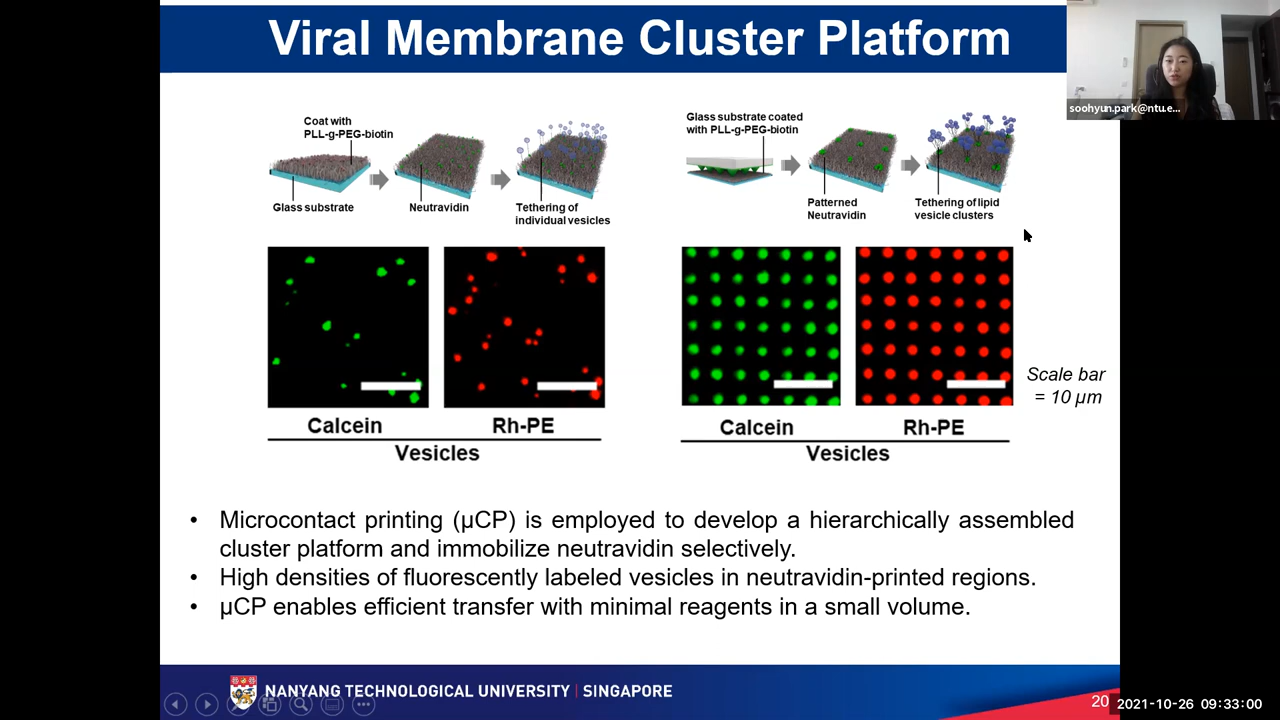 Viral Membrane Cluster Platform
soohyun.park@ntu.e...
Coat with
PLL-g-PEG-biotin
Glass substrate
Neutravidin
Tethering of
individual vesicles
Glass substrate coated
with PLL-g-PEG-biotin
Patterned
Neutravidin
Tethering of lipid
vesicle clusters
Calcein
Rh-PE
Vesicles
Calcein
Rh-PE
Vesicles
Scale bar
= 10 µm
• Microcontact printing (µCP) is employed to develop a hierarchically assembled
cluster platform and immobilize neutravidin selectively.
• High densities of fluorescently labeled vesicles in neutravidin-printed regions.
• µCP enables efficient transfer with minimal reagents in a small volume.
NANYANG TECHNOLOGICAL UNIVERSITY | SINGAPORE
20
2021-10-26 09:33:00